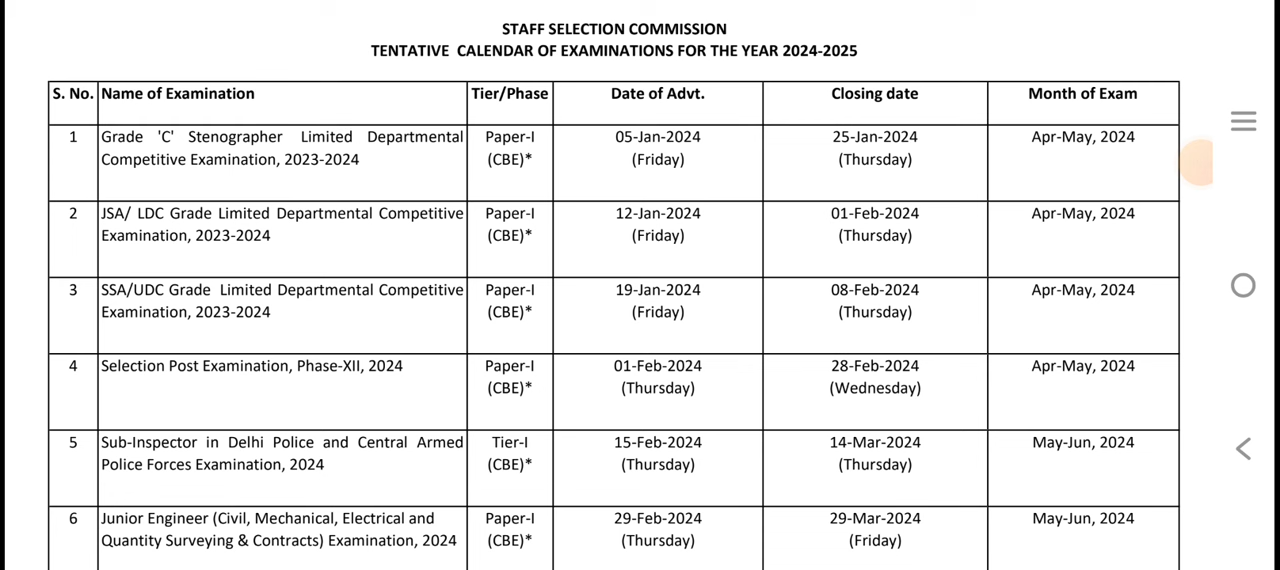 STAFF SELECTION COMMISSION
TENTATIVE CALENDAR OF EXAMINATIONS FOR THE YEAR 2024-2025
S. No. Name of Examination Tier/Phase Date of Advt. Closing date Month of Exam
1 Grade 'C' Stenographer Limited Departmental Paper-I 05-Jan-2024 25-Jan-2024 Apr-May, 2024
Competitive Examination, 2023-2024 (CBE)* (Friday) (Thursday)
2 JSA/ LDC Grade Limited Departmental Competitive Paper-I 12-Jan-2024 01-Feb-2024 Apr-May, 2024
Examination, 2023-2024 (CBE)* (Friday) (Thursday)
3 SSA/UDC Grade Limited Departmental Competitive Paper-I 19-Jan-2024 08-Feb-2024 Apr-May, 2024
Examination, 2023-2024 (CBE)* (Friday) (Thursday)
4 Selection Post Examination, Phase-XII, 2024 Paper-I 01-Feb-2024 28-Feb-2024 Apr-May, 2024
(CBE)* (Thursday) (Wednesday)
5 Sub-Inspector in Delhi Police and Central Armed Tier-I 15-Feb-2024 14-Mar-2024 May-Jun, 2024
Police Forces Examination, 2024 (CBE)* (Thursday) (Thursday)
6 Junior Engineer (Civil, Mechanical, Electrical and Paper-I 29-Feb-2024 29-Mar-2024 May-Jun, 2024
Quantity Surveying & Contracts) Examination, 2024 (CBE)* (Thursday) (Friday)